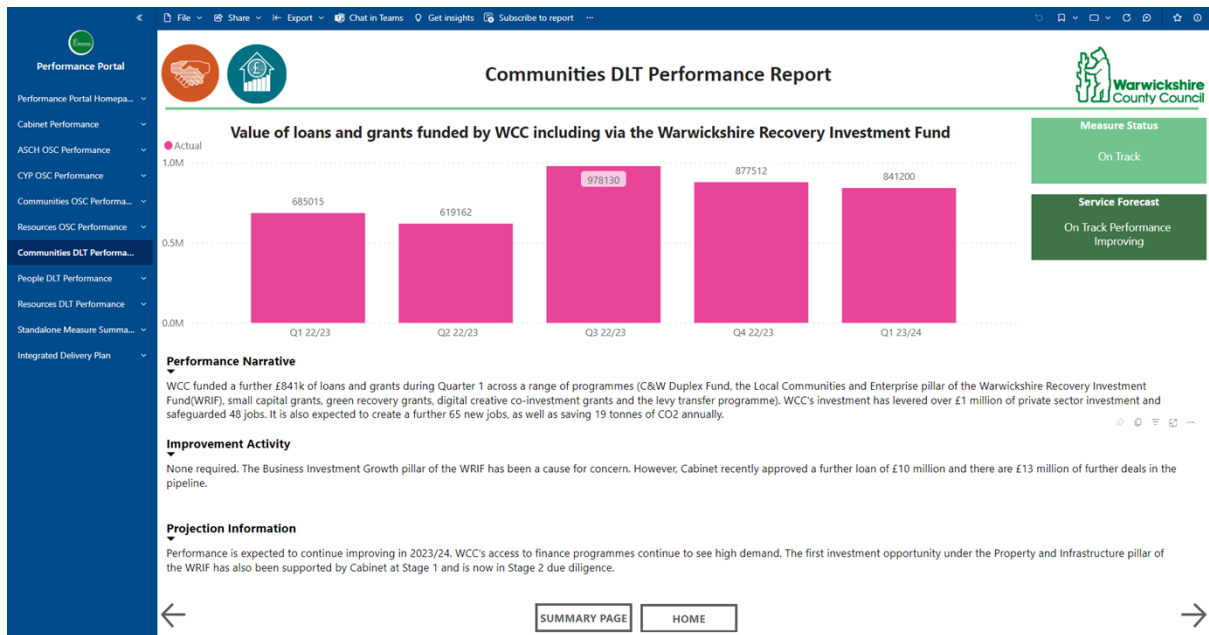 File
Share
Export
Chat in Teams
Get insights
Subscribe to report
Performance Portal
Performance Portal Homepa...
Cabinet Performance
ASCH OSC Performance
CYP OSC Performance
Communities OSC Performa...
Resources OSC Performance
Communities DLT Performa...
People DLT Performance
Resources DLT Performance
Standalone Measure Summa...
Integrated Delivery Plan
Communities DLT Performance Report
Warwickshire
County Council
Value of loans and grants funded by WCC including via the Warwickshire Recovery Investment Fund
Actual
1.0M
0.5M
0.0M
685015
619162
978130
877512
841200
Q1 22/23
Q2 22/23
Q3 22/23
Q4 22/23
Q1 23/24
Measure Status
On Track
Service Forecast
On Track Performance
Improving
Performance Narrative
WCC funded a further £841k of loans and grants during Quarter 1 across a range of programmes (C&W Duplex Fund, the Local Communities and Enterprise pillar of the Warwickshire Recovery Investment
Fund(WRIF), small capital grants, green recovery grants, digital creative co-investment grants and the levy transfer programme). WCC's investment has levered over £1 million of private sector investment and
safeguarded 48 jobs. It is also expected to create a further 65 new jobs, as well as saving 19 tonnes of CO2 annually.
Improvement Activity
None required. The Business Investment Growth pillar of the WRIF has been a cause for concern. However, Cabinet recently approved a further loan of £10 million and there are £13 million of further deals in the
pipeline.
Projection Information
Performance is expected to continue improving in 2023/24. WCC's access to finance programmes continue to see high demand. The first investment opportunity under the Property and Infrastructure pillar of
the WRIF has also been supported by Cabinet at Stage 1 and is now in Stage 2 due diligence.
SUMMARY PAGE
HOME